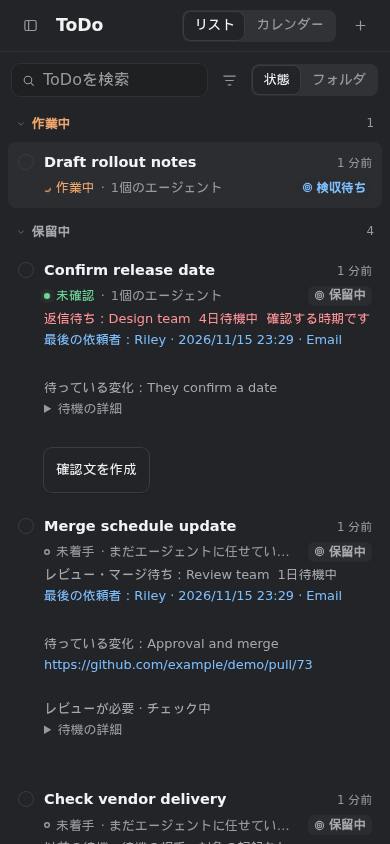 ToDo
リスト
カレンダー
ToDoを検索
状態
フォルダ
作業中
1
Draft rollout notes
1 分前
作業中 · 1個のエージェント
検収待ち
保留中
4
Confirm release date
1 分前
未確認 · 1個のエージェント
保留中
返信待ち : Design team 4日待機中 確認する時期です
最後の依頼者 : Riley · 2026/11/15 23:29 · Email
待っている変化 : They confirm a date
待機の詳細
確認文を作成
Merge schedule update
1 分前
未着手 · まだエージェントに任せてい…
保留中
レビュー・マージ待ち : Review team 1日待機中
最後の依頼者 : Riley · 2026/11/15 23:29 · Email
待っている変化 : Approval and merge
https://github.com/example/demo/pull/73
レビューが必要 · チェック中
待機の詳細
Check vendor delivery
1 分前
未着手 · まだエージェントに任せてい…
保留中